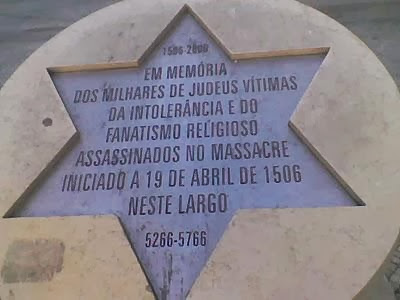 1506-2006
EM MEMÓRIA
DOS MILHARES DE JUDEUS VÍTIMAS
DA INTOLERÂNCIA E DO
FANATISMO RELIGIOSO
ASSASSINADOS NO MASSACRE
INICIADO A 19 DE ABRIL DE 1506
NESTE LARGO
5266-5766